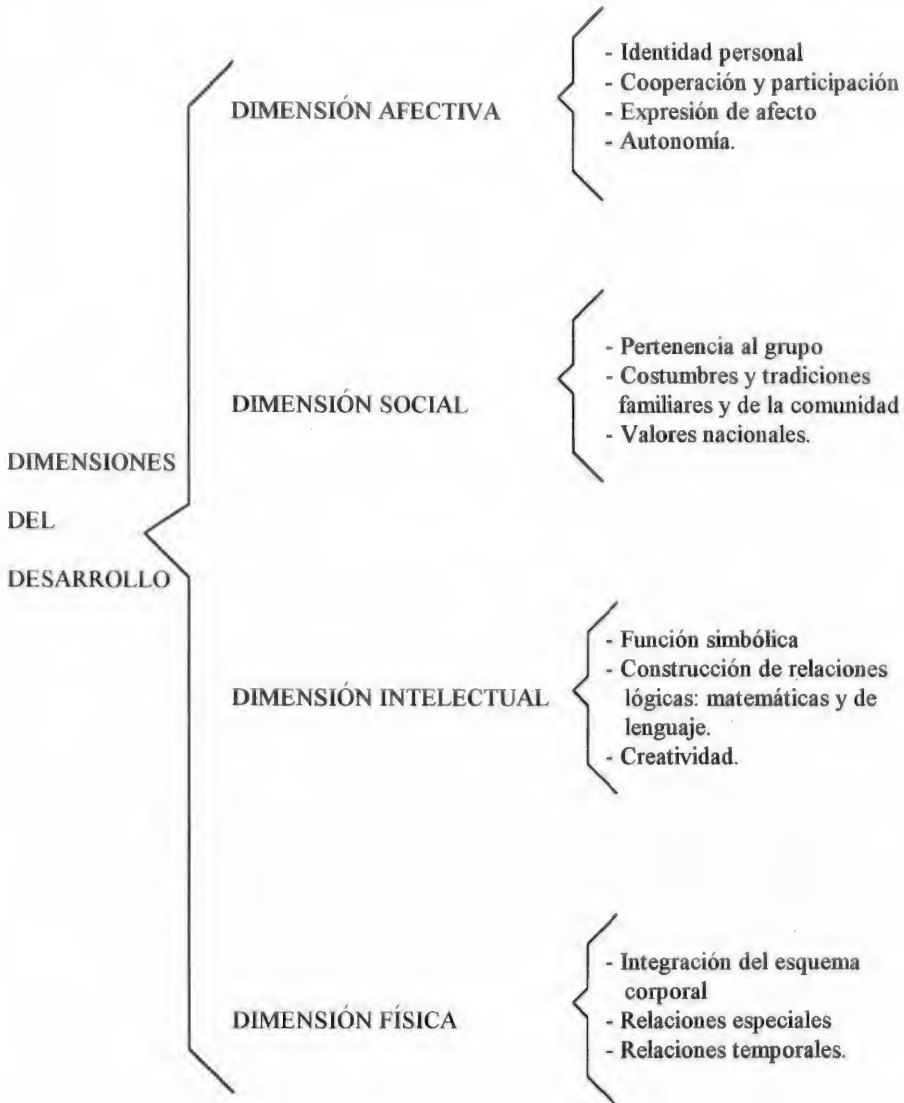 DIMENSIONES
DEL
DESARROLLO
DIMENSIÓN AFECTIVA
- Identidad personal
- Cooperación y participación
- Expresión de afecto
- Autonomía.
DIMENSIÓN SOCIAL
- Pertenencia al grupo
- Costumbres y tradiciones
familiares y de la comunidad
- Valores nacionales.
DIMENSIÓN INTELECTUAL
- Función simbólica
- Construcción de relaciones
lógicas: matemáticas y de
lenguaje.
- Creatividad.
DIMENSIÓN FÍSICA
- Integración del esquema
corporal
- Relaciones especiales
- Relaciones temporales.